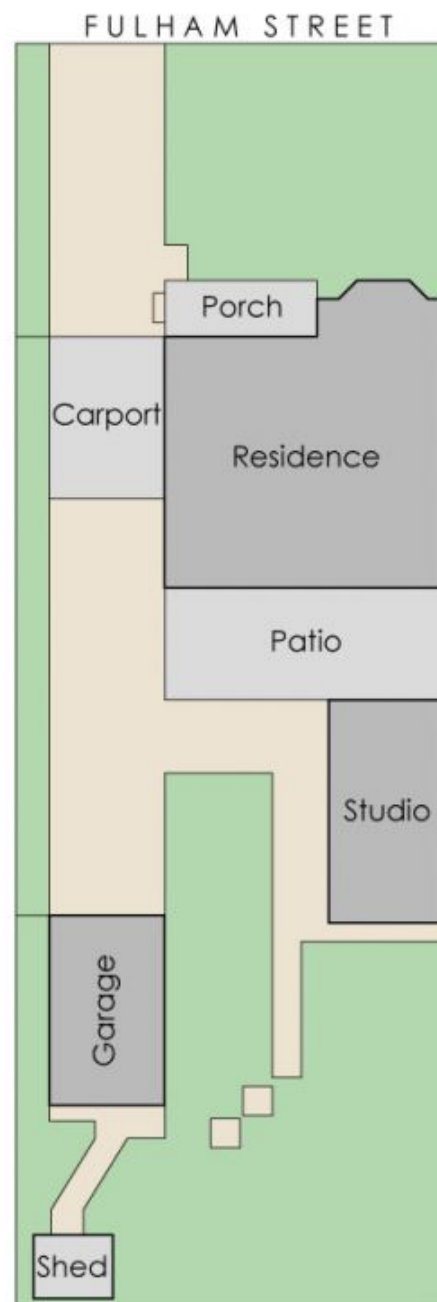 FULHAM STREET
Porch
Carport
Residence
Patio
Studio
Garage
Shed